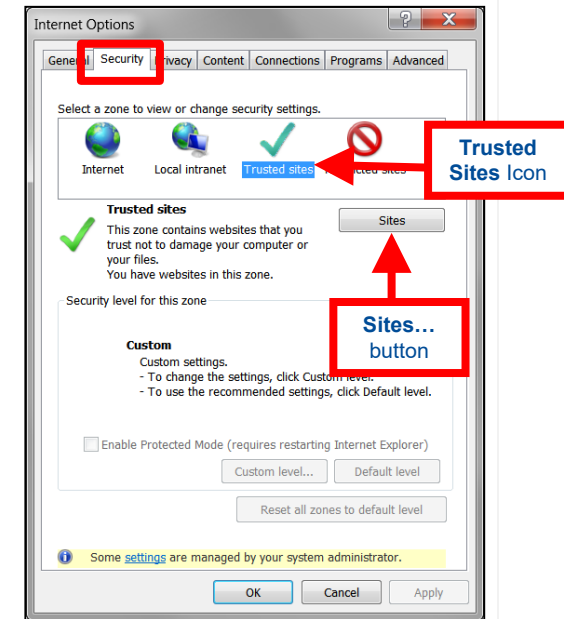 Internet Options
General Security Privacy Content Connections Programs Advanced
Select a zone to view or change security settings.
Internet Local intranet Trusted sites sites
Trusted
Sites Icon
Trusted sites
This zone contains websites that you
trust not to damage your computer or
your files.
You have websites in this zone.
Sites
Sites...
button
Security level for this zone
Custom
Custom settings.
- To change the settings, click Custom level.
- To use the recommended settings, click Default level.
Enable Protected Mode (requires restarting Internet Explorer)
Custom level... Default level
Reset all zones to default level
Some settings are managed by your system administrator.
OK Cancel Apply